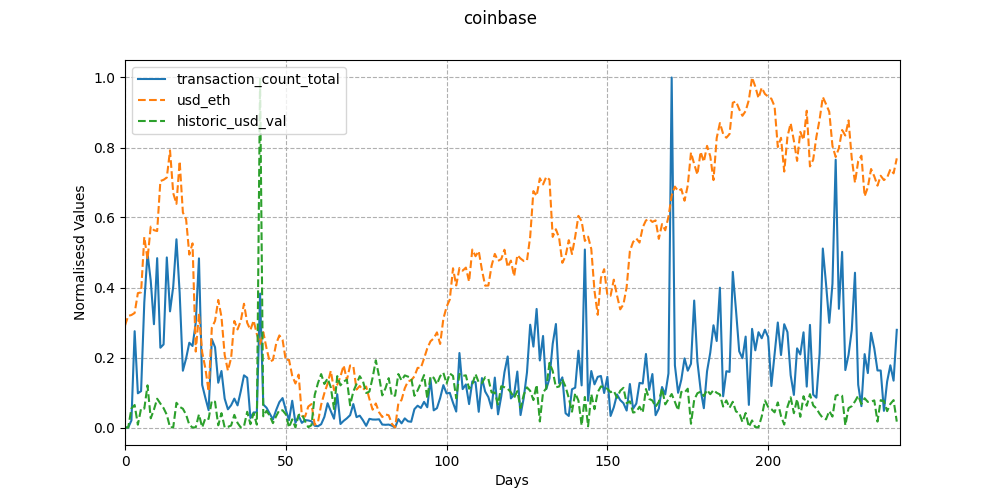 coinbase
transaction_count_total
usd_eth
historic_usd_val
Normalisesd Values
1.0
0.8
0.6
0.4
0.2
0.0
0 50 100 150 200
Days